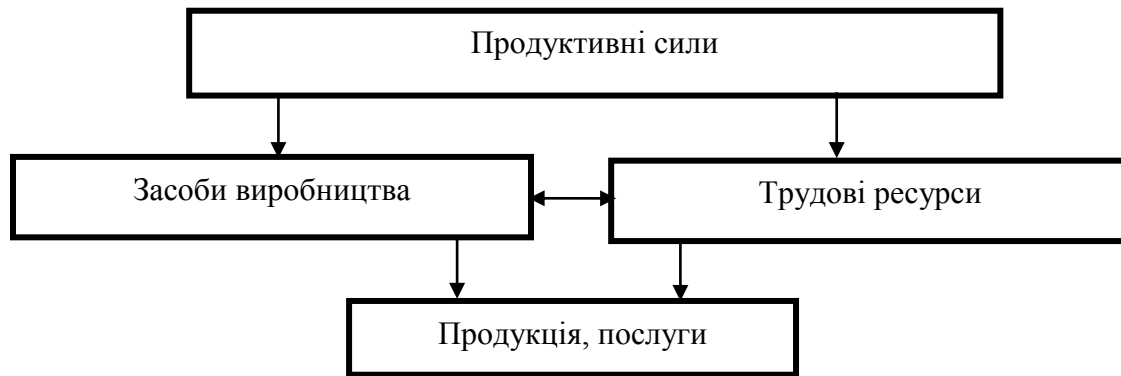 Продуктивні сили
Засоби виробництва
Трудові ресурси
Продукція, послуги